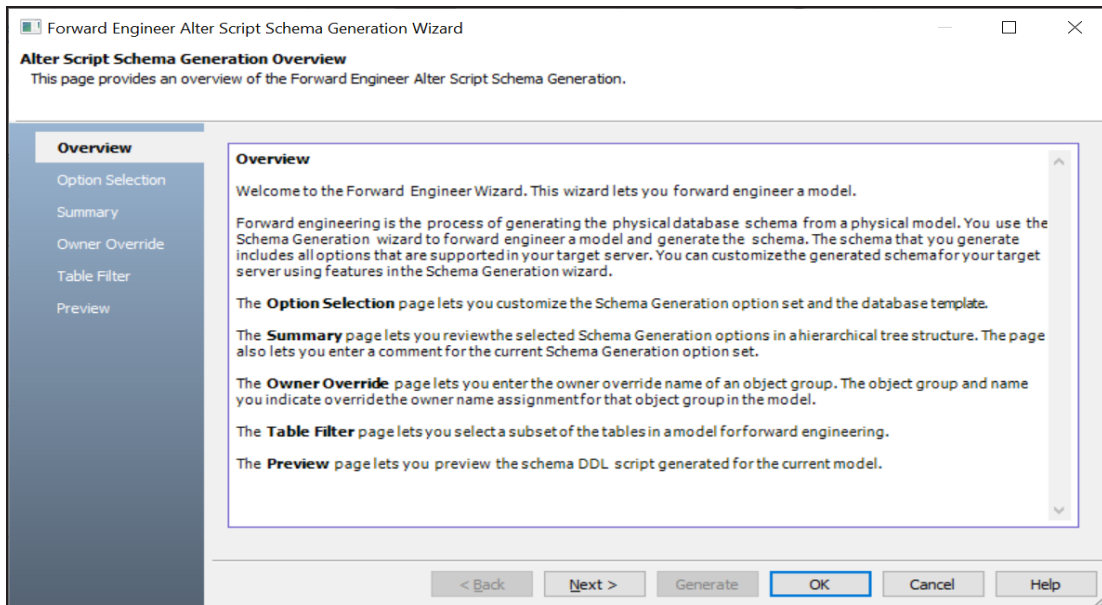 Forward Engineer Alter Script Schema Generation Wizard
Alter Script Schema Generation Overview
This page provides an overview of the Forward Engineer Alter Script Schema Generation.
Overview
Option Selection
Summary
Owner Override
Table Filter
Preview
Overview
Welcome to the Forward Engineer Wizard. This wizard lets you forward engineer a model.
Forward engineering is the process of generating the physical database schema from a physical model. You use the
Schema Generation wizard to forward engineer a model and generate the schema. The schema that you generate
includes all options that are supported in your target server. You can customize the generated schema for your target
server using features in the Schema Generation wizard.
The Option Selection page lets you customize the Schema Generation option set and the database template.
The Summary page lets you review the selected Schema Generation options in a hierarchical tree structure. The page
also lets you enter a comment for the current Schema Generation option set.
The Owner Override page lets you enter the owner override name of an object group. The object group and name
you indicate override the owner name assignment for that object group in the model.
The Table Filter page lets you select a subset of the tables in a model for forward engineering.
The Preview page lets you preview the schema DDL script generated for the current model.
< Back
Next >
Generate
OK
Cancel
Help